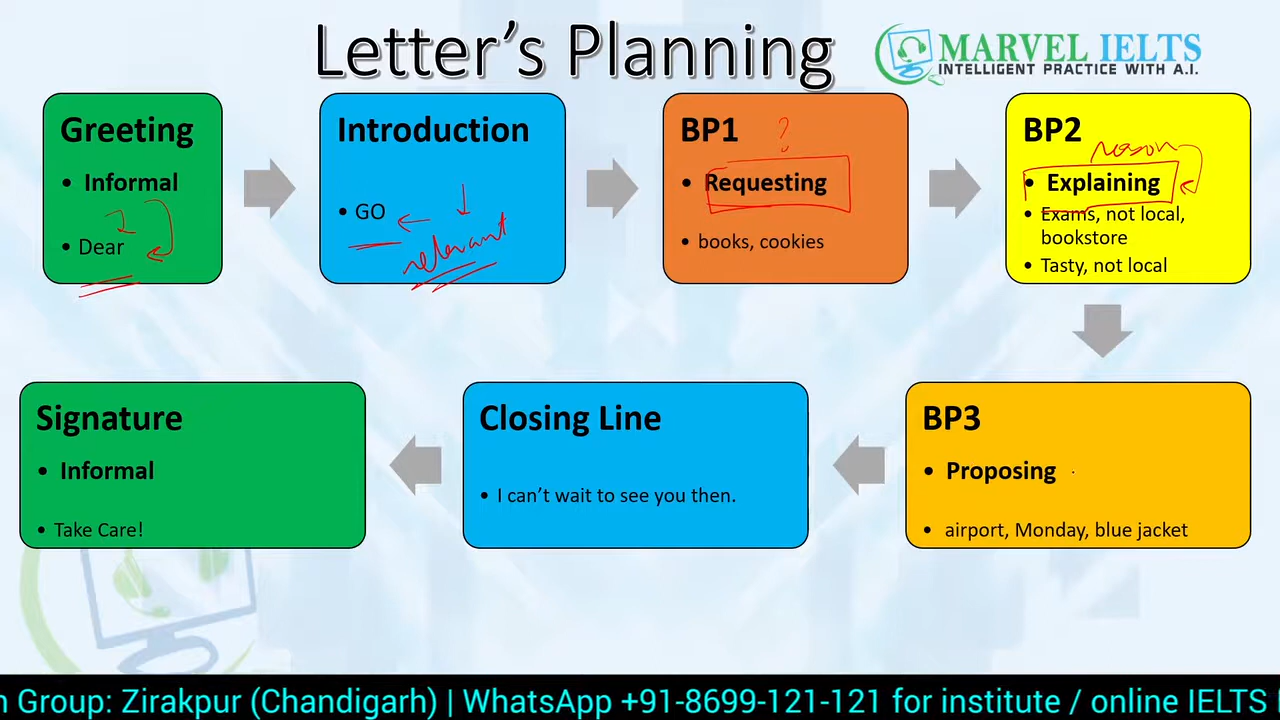 Letter's Planning
MARVEL IELTS
INTELLIGENT PRACTICE WITH A.I.
Greeting
• Informal
2
• Dear
Introduction
• GO
relevant
BP1
?
• Requesting
• books, cookies
BP2
reason
• Explaining
• Exams, not local,
bookstore
• Tasty, not local
BP3
• Proposing
• airport, Monday, blue jacket
Closing Line
• I can't wait to see you then.
Signature
• Informal
• Take Care!
Group: Zirakpur (Chandigarh) | WhatsApp +91-8699-121-121 for institute / online IELTS